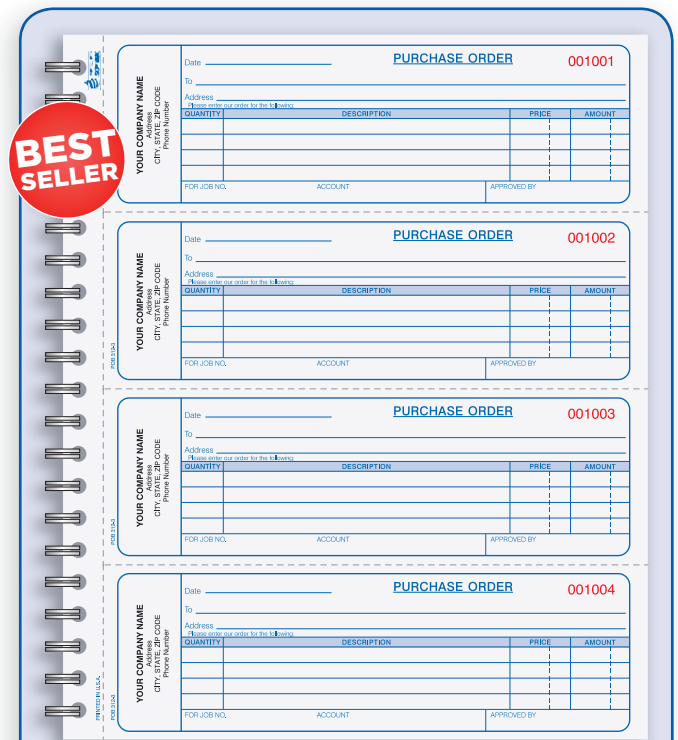 BEST
SELLER
YOUR COMPANY NAME
Address
CITY, STATE, ZIP CODE
Phone Number
Date PURCHASE ORDER 001001
To
Address
Please enter our order for the following:
QUANTITY DESCRIPTION PRICE AMOUNT
FOR JOB NO. ACCOUNT APPROVED BY
YOUR COMPANY NAME
Address
CITY, STATE, ZIP CODE
Phone Number
Date PURCHASE ORDER 001002
To
Address
Please enter our order for the following:
QUANTITY DESCRIPTION PRICE AMOUNT
FOR JOB NO. ACCOUNT APPROVED BY
YOUR COMPANY NAME
Address
CITY, STATE, ZIP CODE
Phone Number
Date PURCHASE ORDER 001003
To
Address
Please enter our order for the following:
QUANTITY DESCRIPTION PRICE AMOUNT
FOR JOB NO. ACCOUNT APPROVED BY
PRINTED IN U.S.A.
YOUR COMPANY NAME
Address
CITY, STATE, ZIP CODE
Phone Number
Date PURCHASE ORDER 001004
To
Address
Please enter our order for the following:
QUANTITY DESCRIPTION PRICE AMOUNT
FOR JOB NO. ACCOUNT APPROVED BY